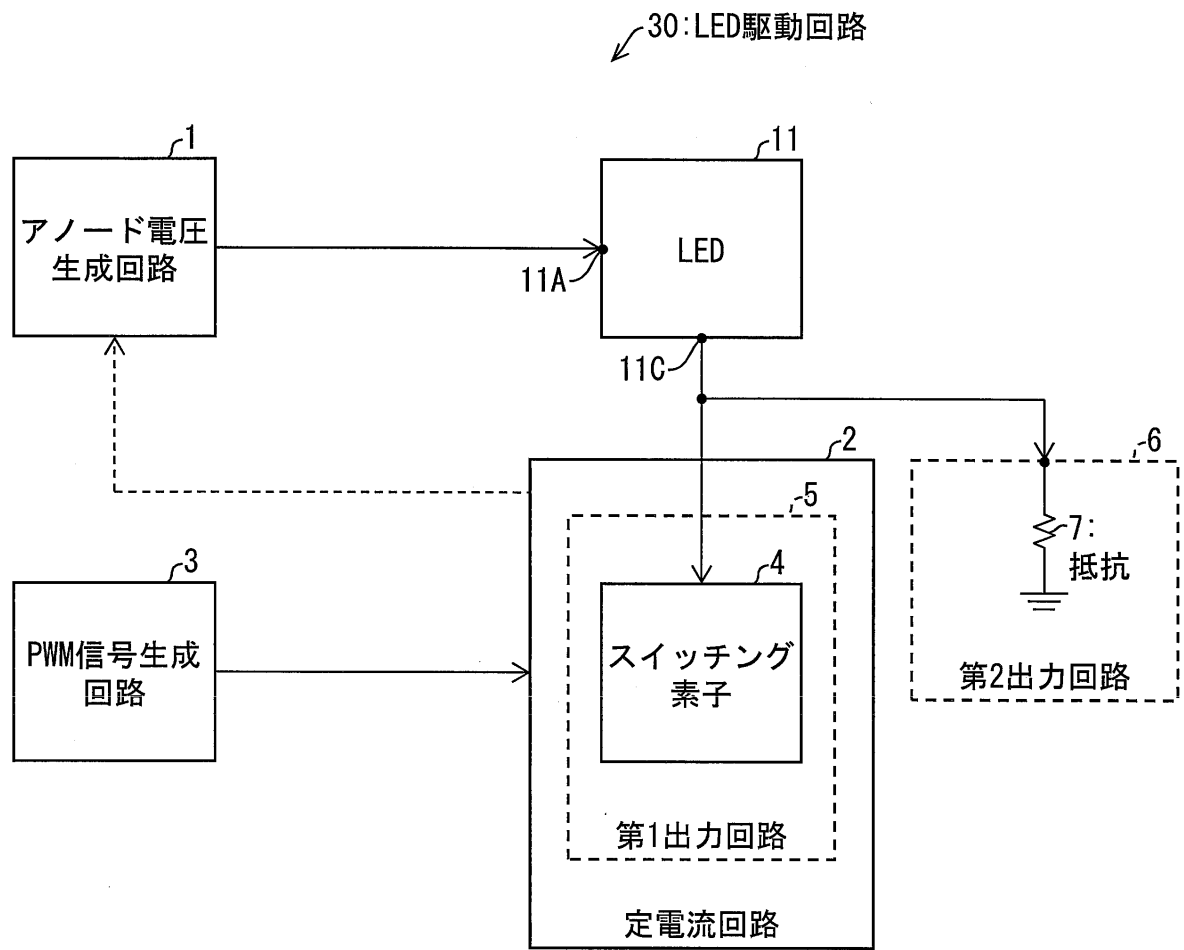 30:LED駆動回路
1
アノード電圧
生成回路
11
LED
11A
11C
2
6
5
7:
抵抗
3
PWM信号生成
回路
4
スイッチング
素子
第2出力回路
第1出力回路
定電流回路